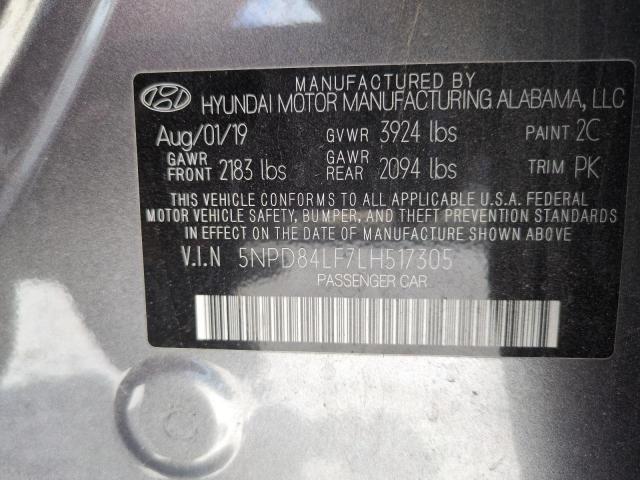 MANUFACTURED BY
HYUNDAI MOTOR MANUFACTURING ALABAMA, LLC
Aug/01/19 GVWR 3924 lbs PAINT 2C
GAWR FRONT 2183 lbs GAWR REAR 2094 lbs TRIM PK
THIS VEHICLE CONFORMS TO ALL APPLICABLE U.S.A. FEDERAL
MOTOR VEHICLE SAFETY, BUMPER, AND THEFT PREVENTION STANDARDS
IN EFFECT ON THE DATE OF MANUFACTURE SHOWN ABOVE.
V.I.N 5NPD84LF7LH517305
PASSENGER CAR